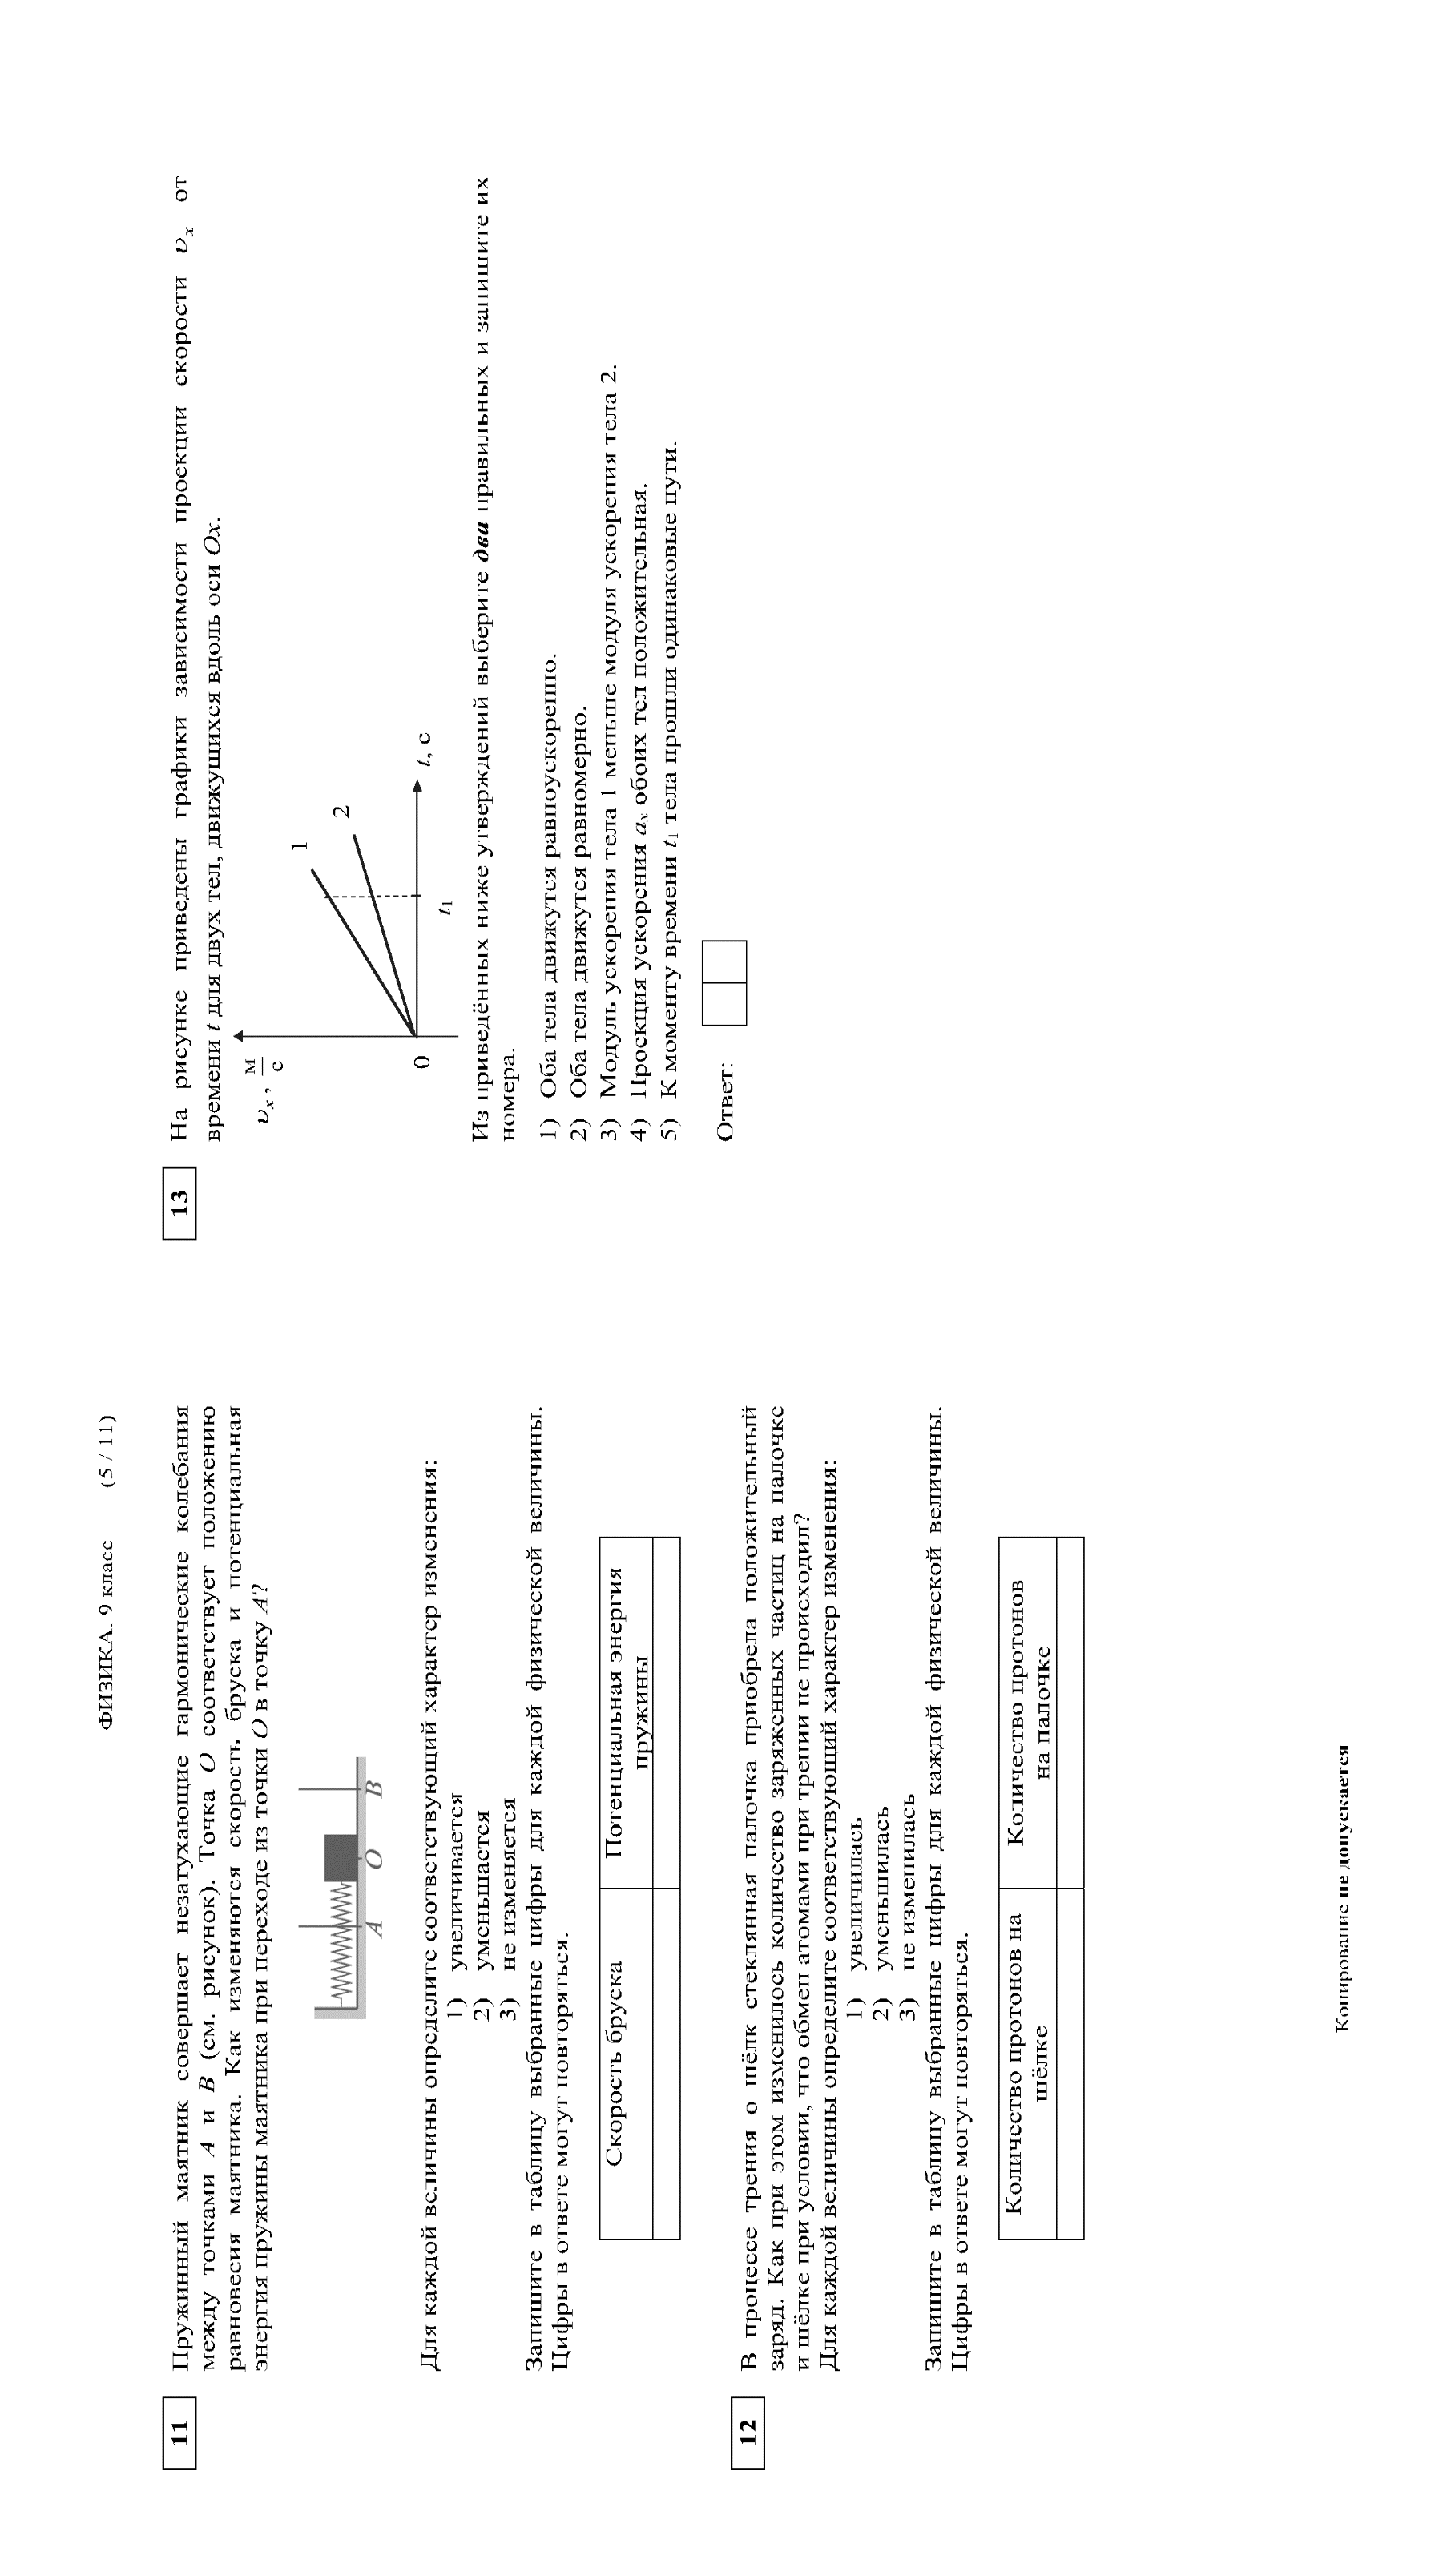 ФИЗИКА. 9 класс (5 / 11)
11
Пружинный маятник совершает незатухающие гармонические колебания
между точками A и B (см. рисунок). Точка O соответствует положению
равновесия маятника. Как изменяются скорость бруска и потенциальная
энергия пружины маятника при переходе из точки O в точку A?
A O B
Для каждой величины определите соответствующий характер изменения:
1) увеличивается
2) уменьшается
3) не изменяется
Запишите в таблицу выбранные цифры для каждой физической величины.
Цифры в ответе могут повторяться.
Скорость бруска
Потенциальная энергия
пружины
12
В процессе трения о шёлк стеклянная палочка приобрела положительный
заряд. Как при этом изменилось количество заряженных частиц на палочке
и шёлке при условии, что обмен атомами при трении не происходил?
Для каждой величины определите соответствующий характер изменения:
1) увеличилась
2) уменьшилась
3) не изменилась
Запишите в таблицу выбранные цифры для каждой физической величины.
Цифры в ответе могут повторяться.
Количество протонов на
шёлке
Количество протонов
на палочке
13
На рисунке приведены графики зависимости проекции скорости υₓ от
времени t для двух тел, движущихся вдоль оси Ox.
υₓ, м/с
1
2
0
t₁
t, с
Из приведённых ниже утверждений выберите два правильных и запишите их
номера.
1) Оба тела движутся равноускоренно.
2) Оба тела движутся равномерно.
3) Модуль ускорения тела 1 меньше модуля ускорения тела 2.
4) Проекция ускорения aₓ обоих тел положительная.
5) К моменту времени t₁ тела прошли одинаковые пути.
Ответ:
Копирование не допускается